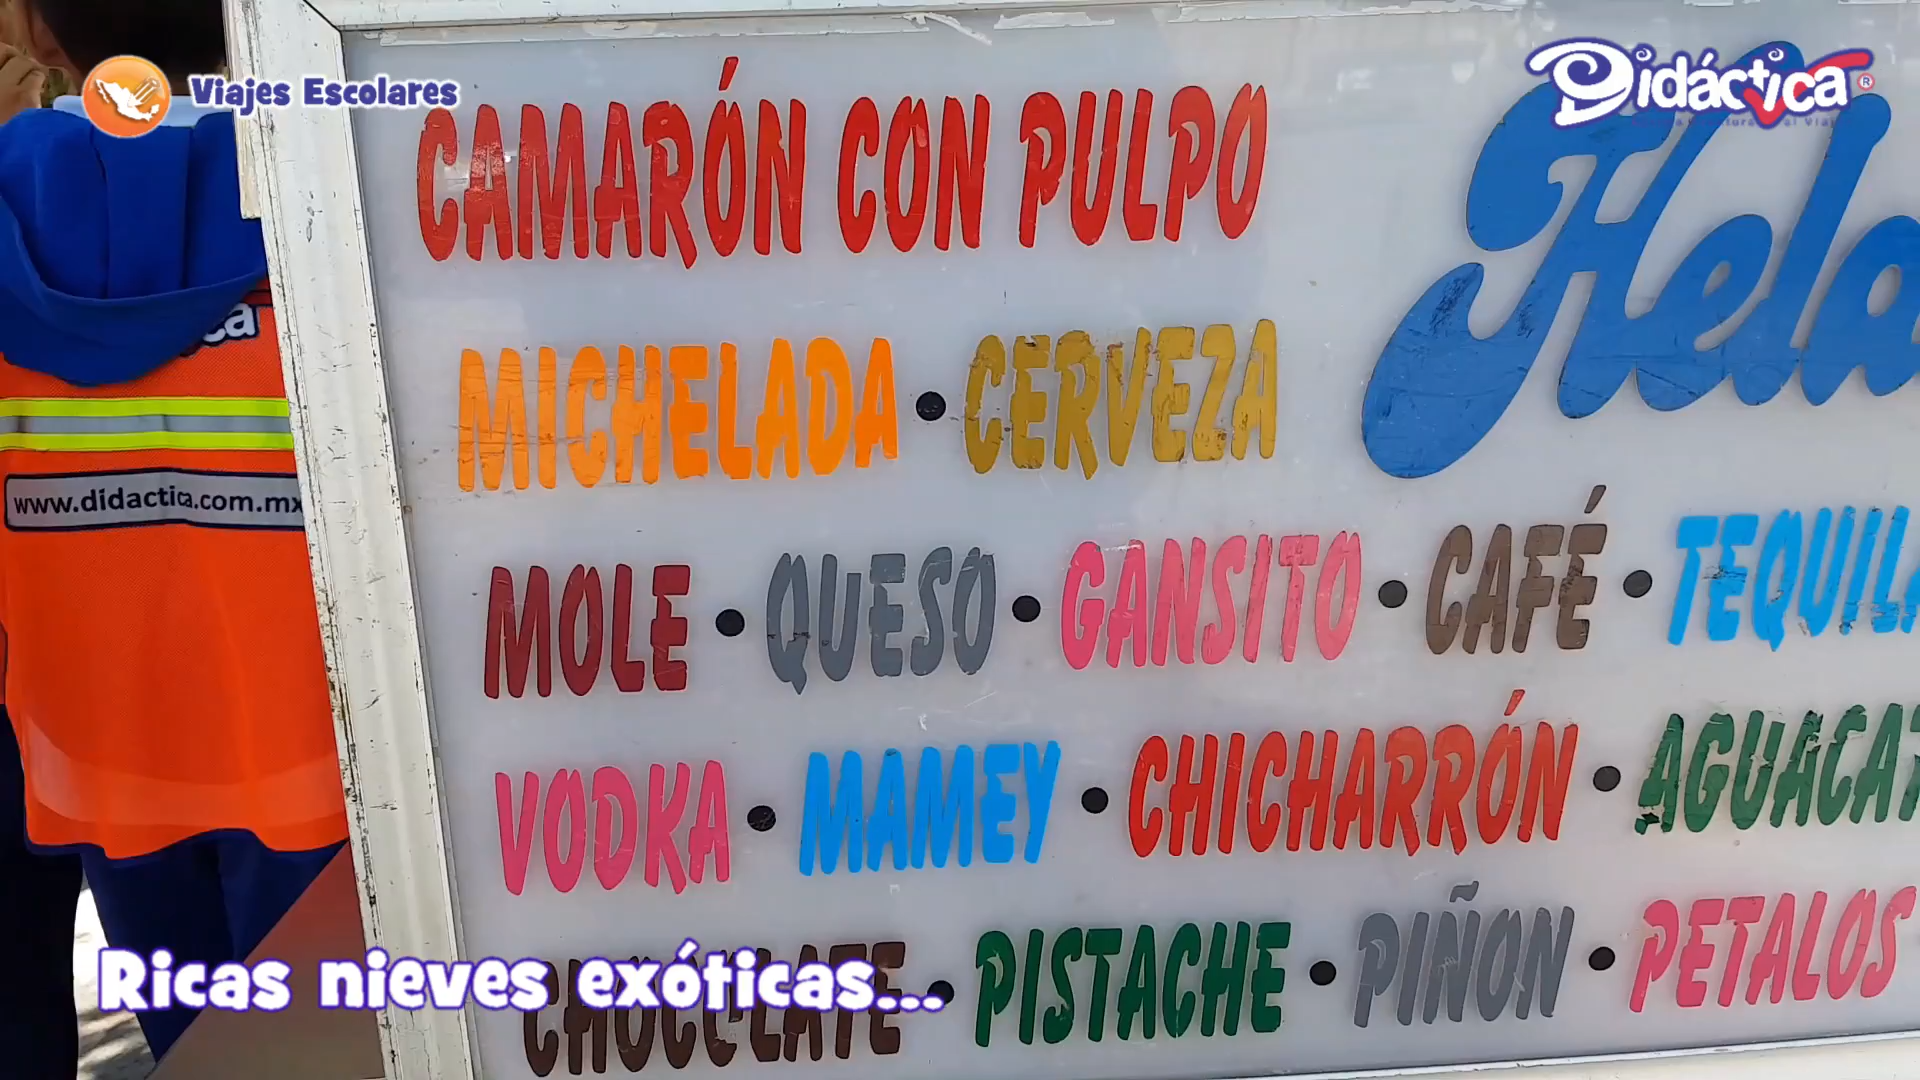 Viajes Escolares
Didáctica®
CAMARÓN CON PULPO
MICHELADA • CERVEZA
www.didactica.com.mx
MOLE • QUESO • GANSITO • CAFÉ • TEQUILA
VODKA • MAMEY • CHICHARRÓN •
CHOCOLATE • PISTACHE • PIÑON • PETALOS
Ricas nieves exóticas...